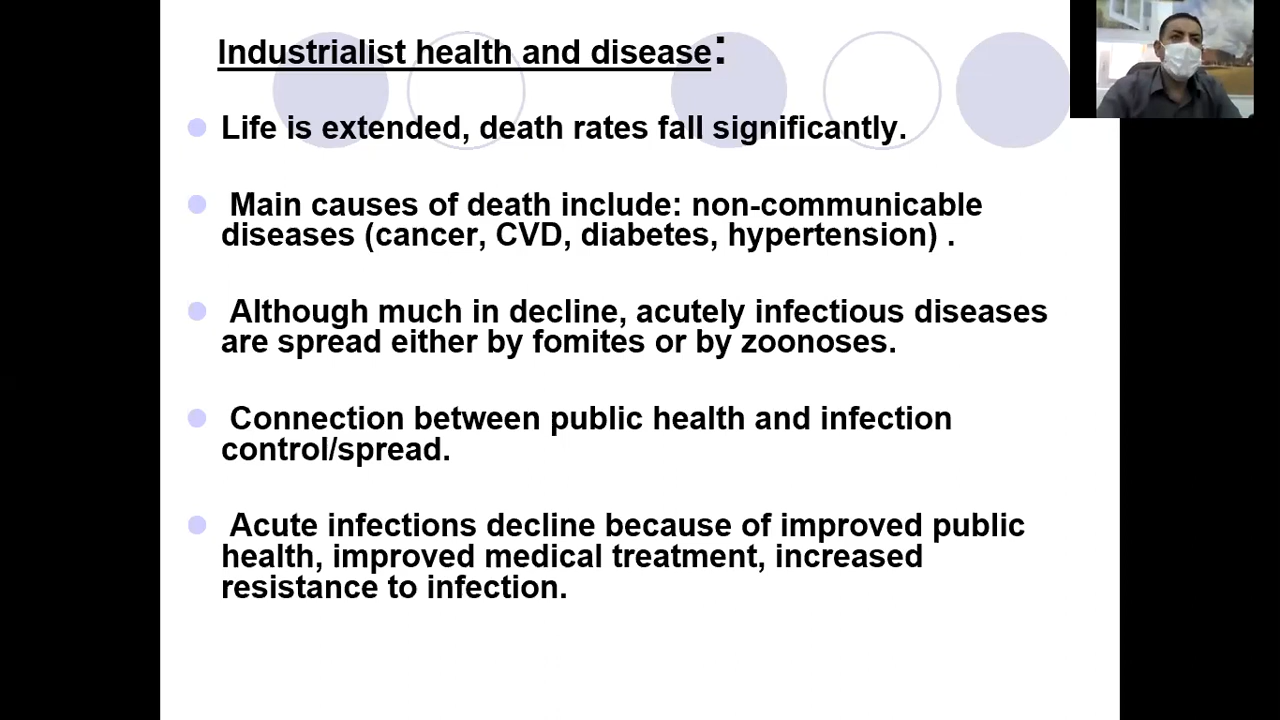 Industrialist health and disease:
Life is extended, death rates fall significantly.
Main causes of death include: non-communicable
diseases (cancer, CVD, diabetes, hypertension) .
Although much in decline, acutely infectious diseases
are spread either by fomites or by zoonoses.
Connection between public health and infection
control/spread.
Acute infections decline because of improved public
health, improved medical treatment, increased
resistance to infection.